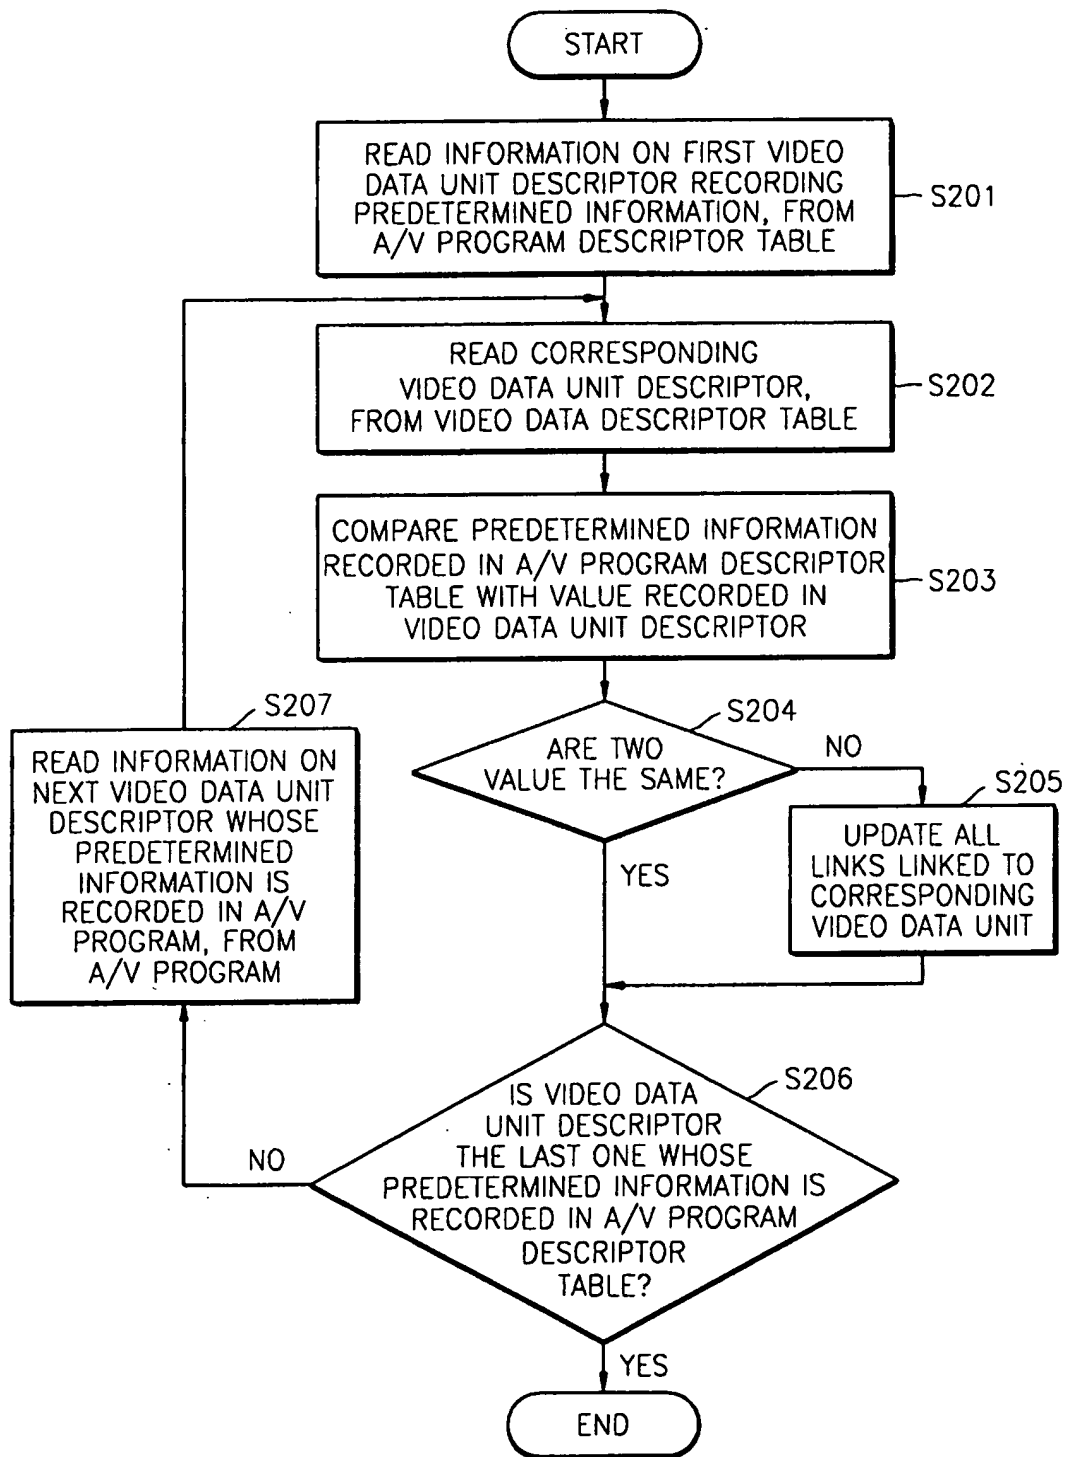 START
READ INFORMATION ON FIRST VIDEO
DATA UNIT DESCRIPTOR RECORDING
PREDETERMINED INFORMATION, FROM
A/V PROGRAM DESCRIPTOR TABLE
S201
READ CORRESPONDING
VIDEO DATA UNIT DESCRIPTOR,
FROM VIDEO DATA DESCRIPTOR TABLE
S202
COMPARE PREDETERMINED INFORMATION
RECORDED IN A/V PROGRAM DESCRIPTOR
TABLE WITH VALUE RECORDED IN
VIDEO DATA UNIT DESCRIPTOR
S203
S204
ARE TWO
VALUE THE SAME?
NO
YES
S205
UPDATE ALL
LINKS LINKED TO
CORRESPONDING
VIDEO DATA UNIT
S207
READ INFORMATION ON
NEXT VIDEO DATA UNIT
DESCRIPTOR WHOSE
PREDETERMINED
INFORMATION IS
RECORDED IN A/V
PROGRAM, FROM
A/V PROGRAM
S206
IS VIDEO DATA
UNIT DESCRIPTOR
THE LAST ONE WHOSE
PREDETERMINED INFORMATION IS
RECORDED IN A/V PROGRAM
DESCRIPTOR
TABLE?
NO
YES
END